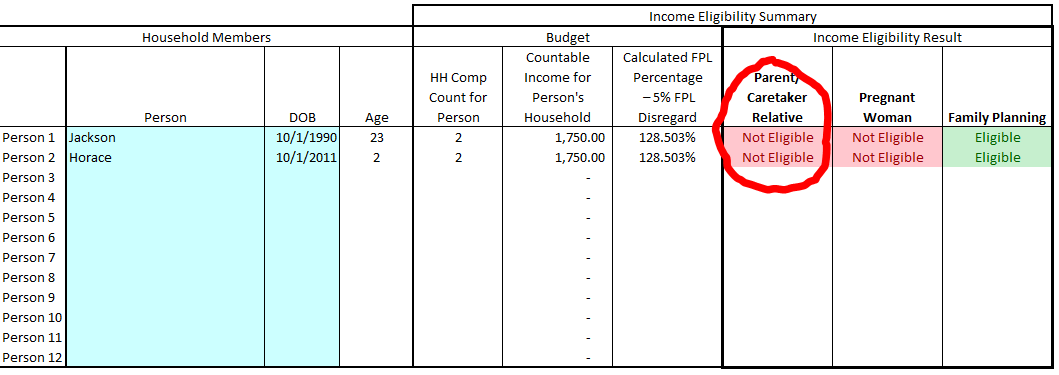 Income Eligibility Summary
Household Members Budget Income Eligibility Result
Person DOB Age HH Comp Count for Person Countable Income for Person's Household Calculated FPL Percentage – 5% FPL Disregard Parent/ Caretaker Relative Pregnant Woman Family Planning
Person 1 Jackson 10/1/1990 23 2 1,750.00 128.503% Not Eligible Not Eligible Eligible
Person 2 Horace 10/1/2011 2 2 1,750.00 128.503% Not Eligible Not Eligible Eligible
Person 3 -
Person 4 -
Person 5 -
Person 6 -
Person 7 -
Person 8 -
Person 9 -
Person 10 -
Person 11 -
Person 12 -